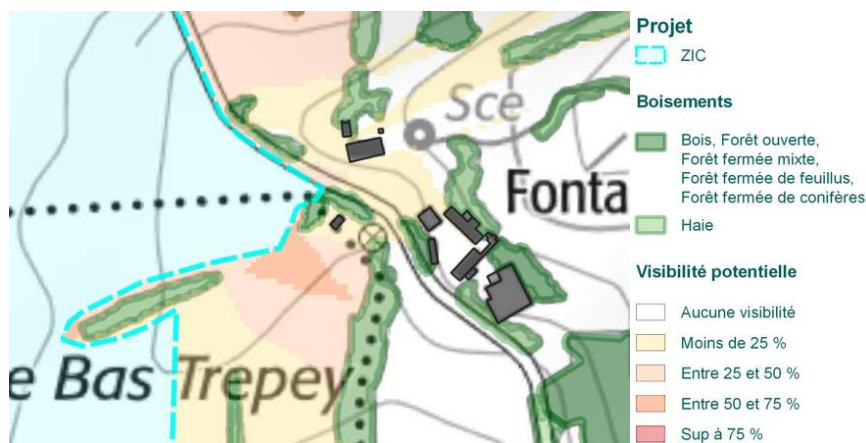 Sce
Fonta
e Bas Trepey
Projet
ZIC
Boisements
Bois, Forêt ouverte,
Forêt fermée mixte,
Forêt fermée de feuillus,
Forêt fermée de conifères
Haie
Visibilité potentielle
Aucune visibilité
Moins de 25 %
Entre 25 et 50 %
Entre 50 et 75 %
Sup à 75 %